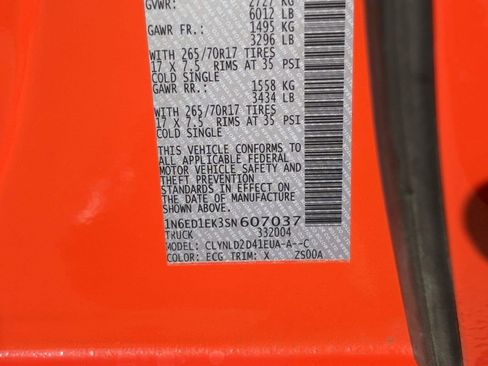 GVWR: 2727 KG
6012 LB
GAWR FR.: 1495 KG
3296 LB
WITH 265/70R17 TIRES
17 X 7.5 RIMS AT 35 PSI
COLD SINGLE
GAWR RR.: 1558 KG
3434 LB
WITH 265/70R17 TIRES
17 X 7.5 RIMS AT 35 PSI
COLD SINGLE
THIS VEHICLE CONFORMS TO
ALL APPLICABLE FEDERAL
MOTOR VEHICLE SAFETY AND
THEFT PREVENTION
STANDARDS IN EFFECT ON
THE DATE OF MANUFACTURE
SHOWN ABOVE.
1N6ED1EK3SN607037
TRUCK 332004
MODEL: CLYNLD2D41EUA-A--C
COLOR: ECG TRIM: X ZS00A